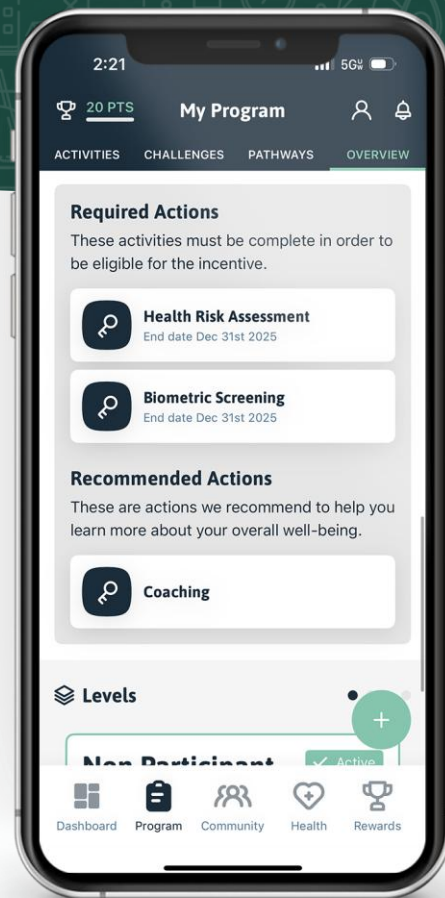 2:21
5GW
20 PTS
My Program
ACTIVITIES
CHALLENGES
PATHWAYS
OVERVIEW
Required Actions
These activities must be complete in order to
be eligible for the incentive.
Health Risk Assessment
End date Dec 31st 2025
Biometric Screening
End date Dec 31st 2025
Recommended Actions
These are actions we recommend to help you
learn more about your overall well-being.
Coaching
Levels
Non Participant
Active
Dashboard
Program
Community
Health
Rewards